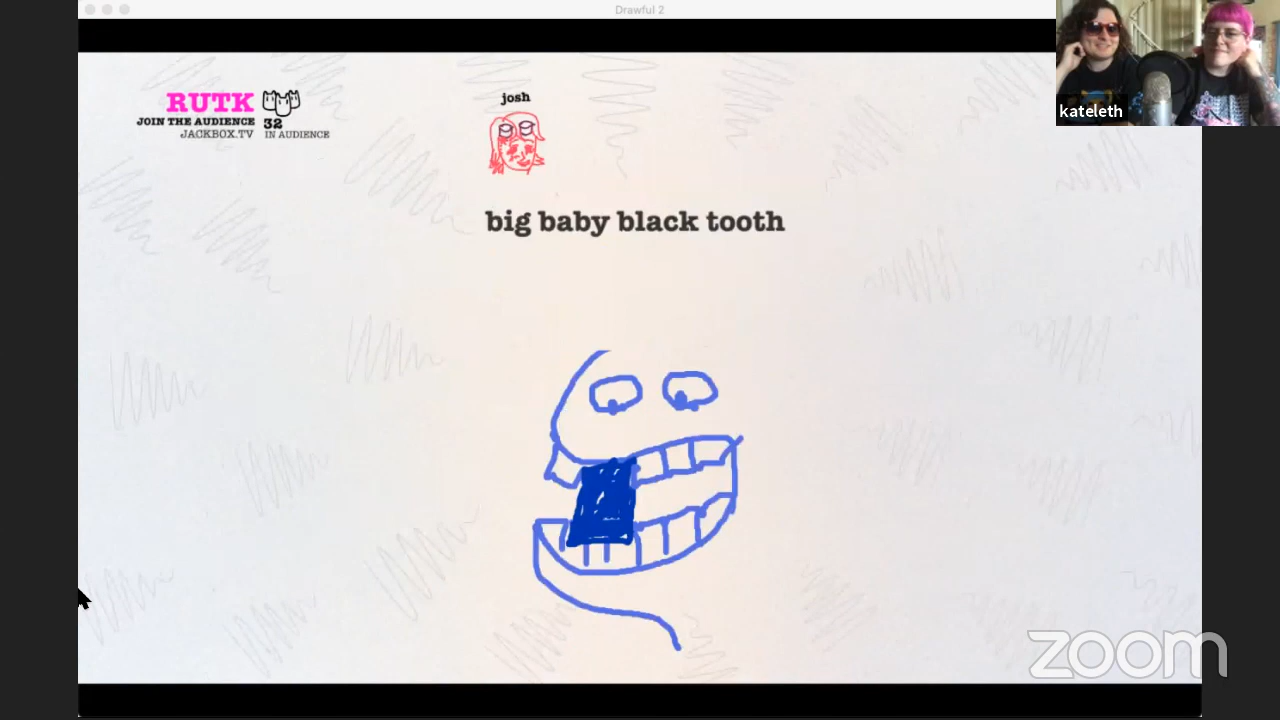 Drawful 2
RUTK
JOIN THE AUDIENCE 32
JACKBOX.TV IN AUDIENCE
josh
big baby black tooth
kateleth
zoom